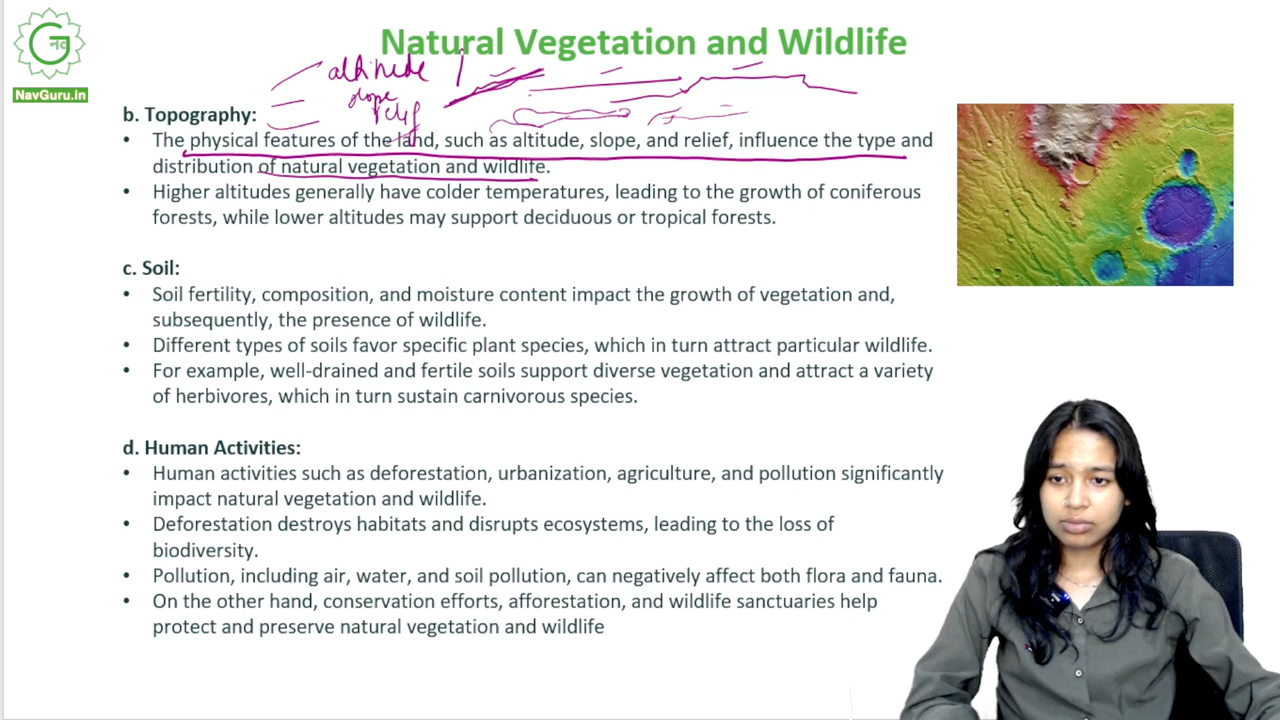 Natural Vegetation and Wildlife
नव
NavGuru.in
altitude
slope
relief
b. Topography:
• The physical features of the land, such as altitude, slope, and relief, influence the type and
distribution of natural vegetation and wildlife.
• Higher altitudes generally have colder temperatures, leading to the growth of coniferous
forests, while lower altitudes may support deciduous or tropical forests.
c. Soil:
• Soil fertility, composition, and moisture content impact the growth of vegetation and,
subsequently, the presence of wildlife.
• Different types of soils favor specific plant species, which in turn attract particular wildlife.
• For example, well-drained and fertile soils support diverse vegetation and attract a variety
of herbivores, which in turn sustain carnivorous species.
d. Human Activities:
• Human activities such as deforestation, urbanization, agriculture, and pollution significantly
impact natural vegetation and wildlife.
• Deforestation destroys habitats and disrupts ecosystems, leading to the loss of
biodiversity.
• Pollution, including air, water, and soil pollution, can negatively affect both flora and fauna.
• On the other hand, conservation efforts, afforestation, and wildlife sanctuaries help
protect and preserve natural vegetation and wildlife